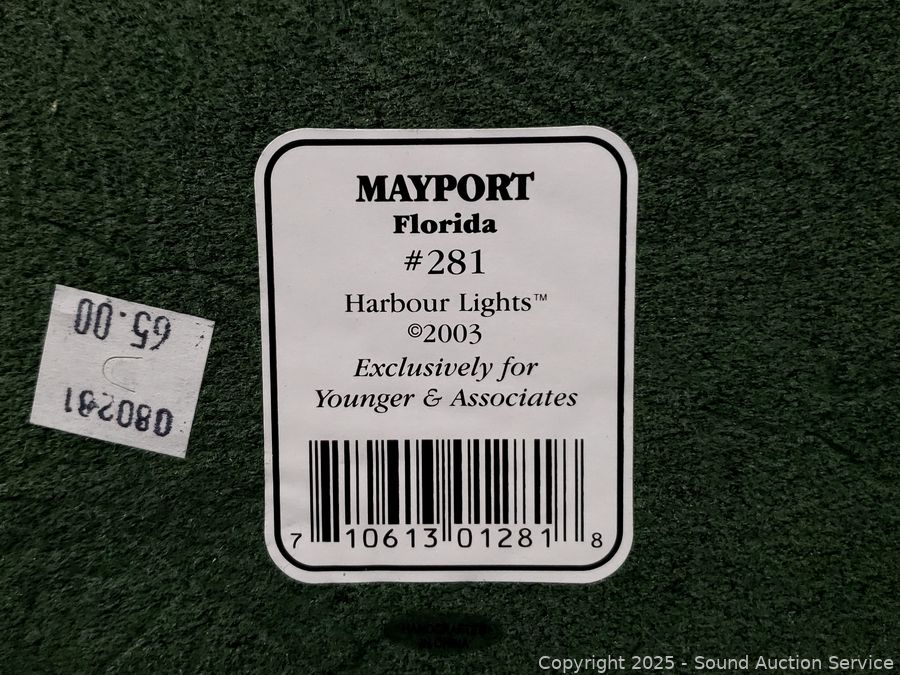 MAYPORT
Florida
#281
Harbour Lights™
©2003
Exclusively for
Younger & Associates
7 10613 01281 8
65.00
080281
Copyright 2025 - Sound Auction Service